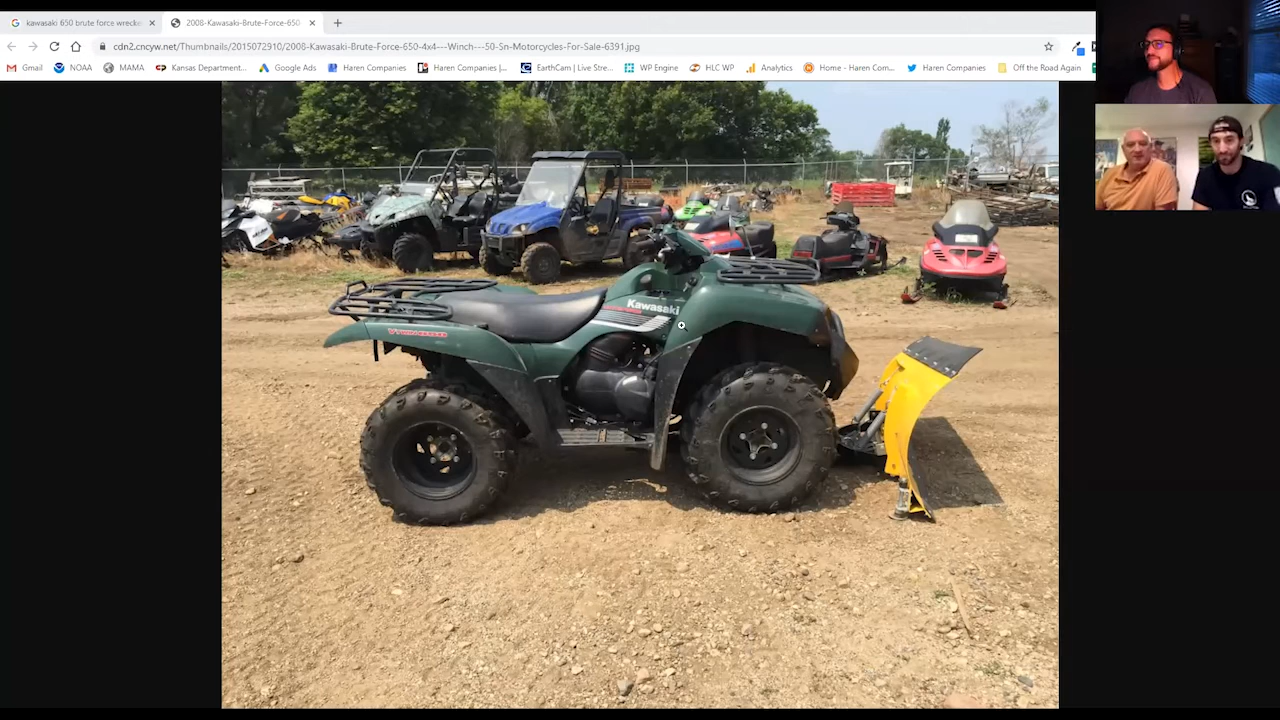 kawasaki 650 brute force wrecke
2008-Kawasaki-Brute-Force-650
cdn2.cncyw.net/Thumbnails/2015072910/2008-Kawasaki-Brute-Force-650-4x4---Winch---50-Sn-Motorcycles-For-Sale-6391.jpg
Gmail
NOAA
MAMA
Kansas Department...
Google Ads
Haren Companies
Haren Companies |...
EarthCam | Live Stre...
WP Engine
HLC WP
Analytics
Home - Haren Com...
Haren Companies
Off the Road Again
Kawasaki